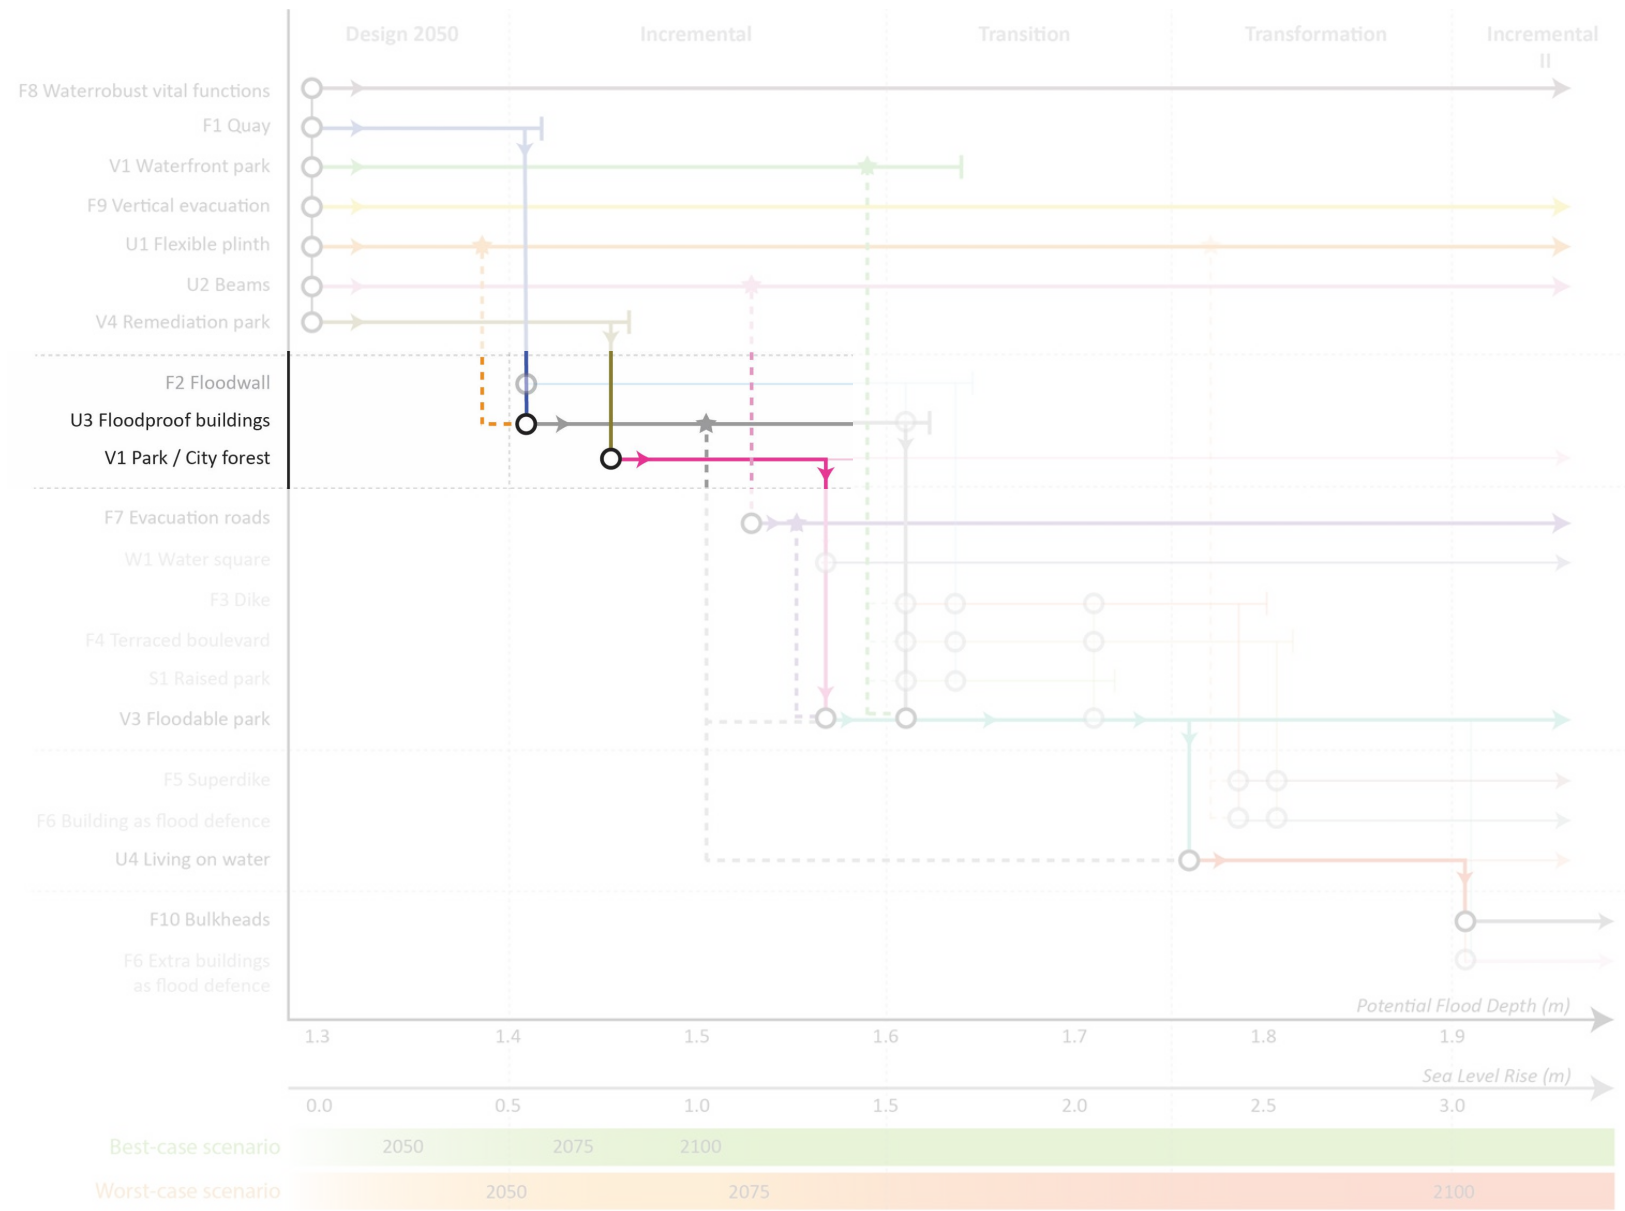 Design 2050
Incremental
Transition
Transformation
Incremental
II
F8 Waterrobust vital functions
F1 Quay
V1 Waterfront park
F9 Vertical evacuation
U1 Flexible plinth
U2 Beams
V4 Remediation park
F2 Floodwall
U3 Floodproof buildings
V1 Park / City forest
F7 Evacuation roads
W1 Water square
F3 Dike
F4 Terraced boulevard
S1 Raised park
V3 Floodable park
F5 Superdike
F6 Building as flood defence
U4 Living on water
F10 Bulkheads
F6 Extra buildings
as flood defence
Potential Flood Depth (m)
1.3 1.4 1.5 1.6 1.7 1.8 1.9
Sea Level Rise (m)
0.0 0.5 1.0 1.5 2.0 2.5 3.0
Best-case scenario 2050 2075 2100
Worst-case scenario 2050 2075 2100